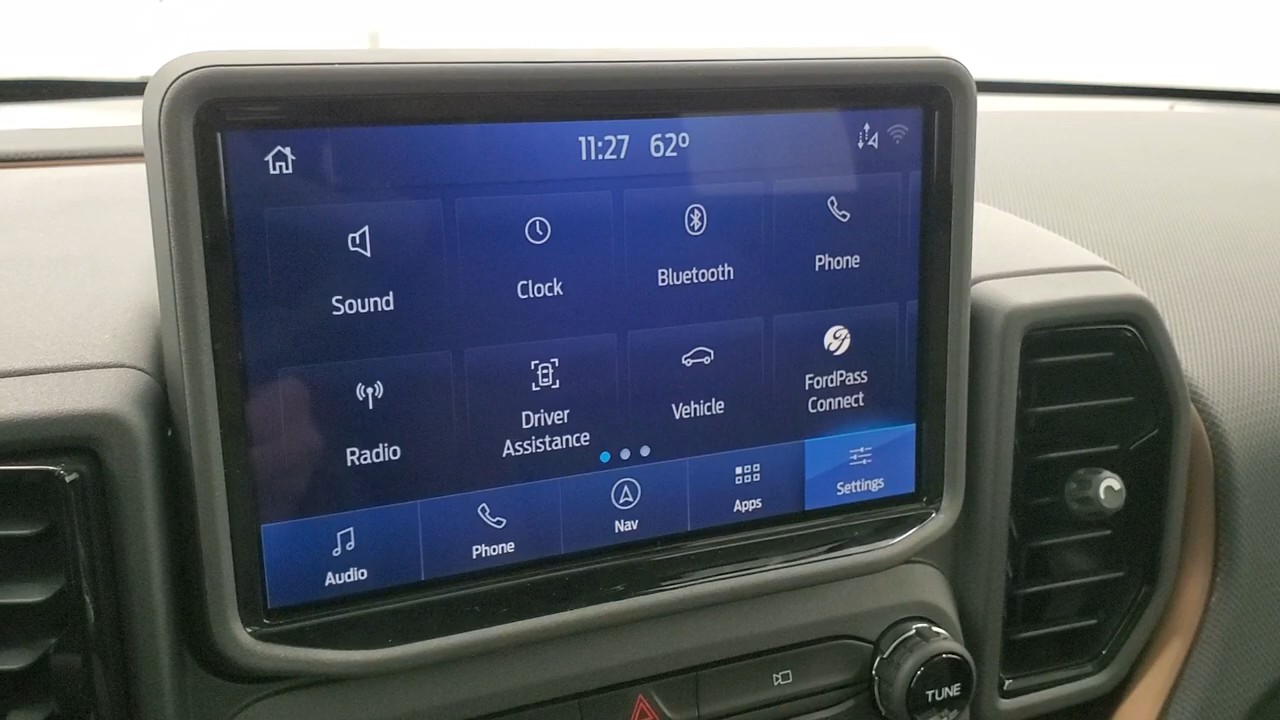 11:27 62°
Sound
Clock
Bluetooth
Phone
Radio
Driver
Assistance
Vehicle
FordPass
Connect
Audio
Phone
Nav
Apps
Settings
TUNE